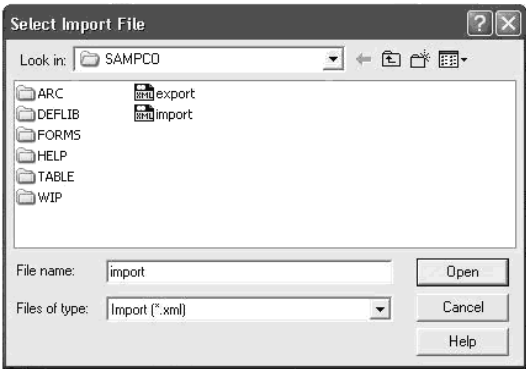 Select Import File
Look in: SAMPCO
ARC
DEFLIB
FORMS
HELP
TABLE
WIP
export
import
File name: import Open
Files of type: Import (*.xml) Cancel
Help